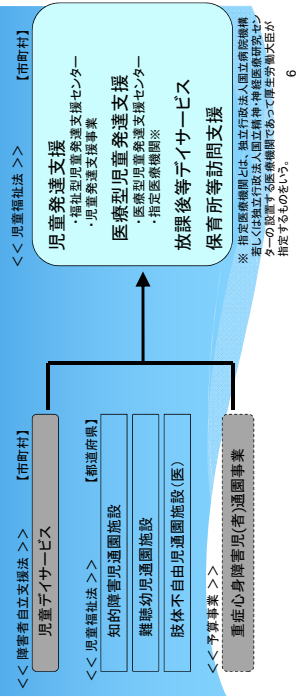 << 障害者自立支援法 >>　【市町村】
児童デイサービス
<< 児童福祉法 >>　【都道府県】
知的障害児通園施設
難聴幼児通園施設
肢体不自由児通園施設(医)
<< 予算事業 >>
重症心身障害児(者)通園事業
<< 児童福祉法 >>　【市町村】
児童発達支援
・福祉型児童発達支援センター
・児童発達支援事業
医療型児童発達支援
・医療型児童発達支援センター
・指定医療機関※
放課後等デイサービス
保育所等訪問支援
※ 指定医療機関とは、独立行政法人国立病院機構
若しくは独立行政法人国立精神・神経医療研究セン
ターの設置する医療機関であって厚生労働大臣が
指定するものをいう。
6